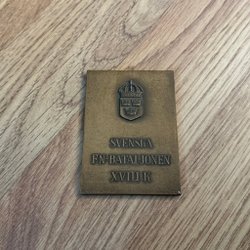 SVENSKA
FN-BATALJONEN
XVIII K